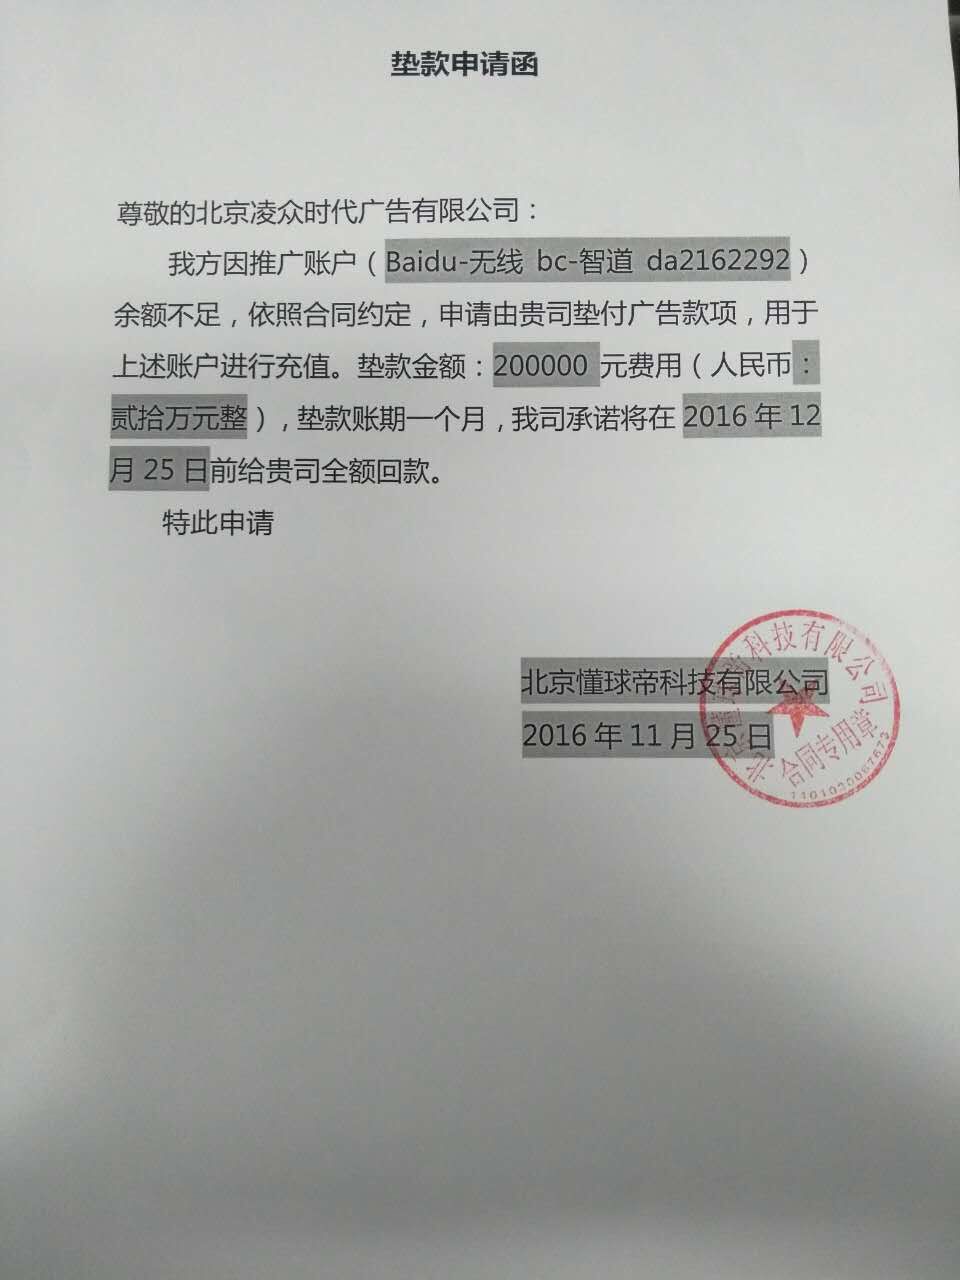 垫款申请函
尊敬的北京凌众时代广告有限公司：
我方因推广账户（Baidu-无线 bc-智道 da2162292）
余额不足，依照合同约定，申请由贵司垫付广告款项，用于
上述账户进行充值。垫款金额：200000 元费用（人民币：
贰拾万元整），垫款账期一个月，我司承诺将在 2016 年 12
月 25 日前给贵司全额回款。
特此申请
北京懂球帝科技有限公司
2016 年 11 月 25 日
北京懂球帝科技有限公司
合同专用章
1101030067673